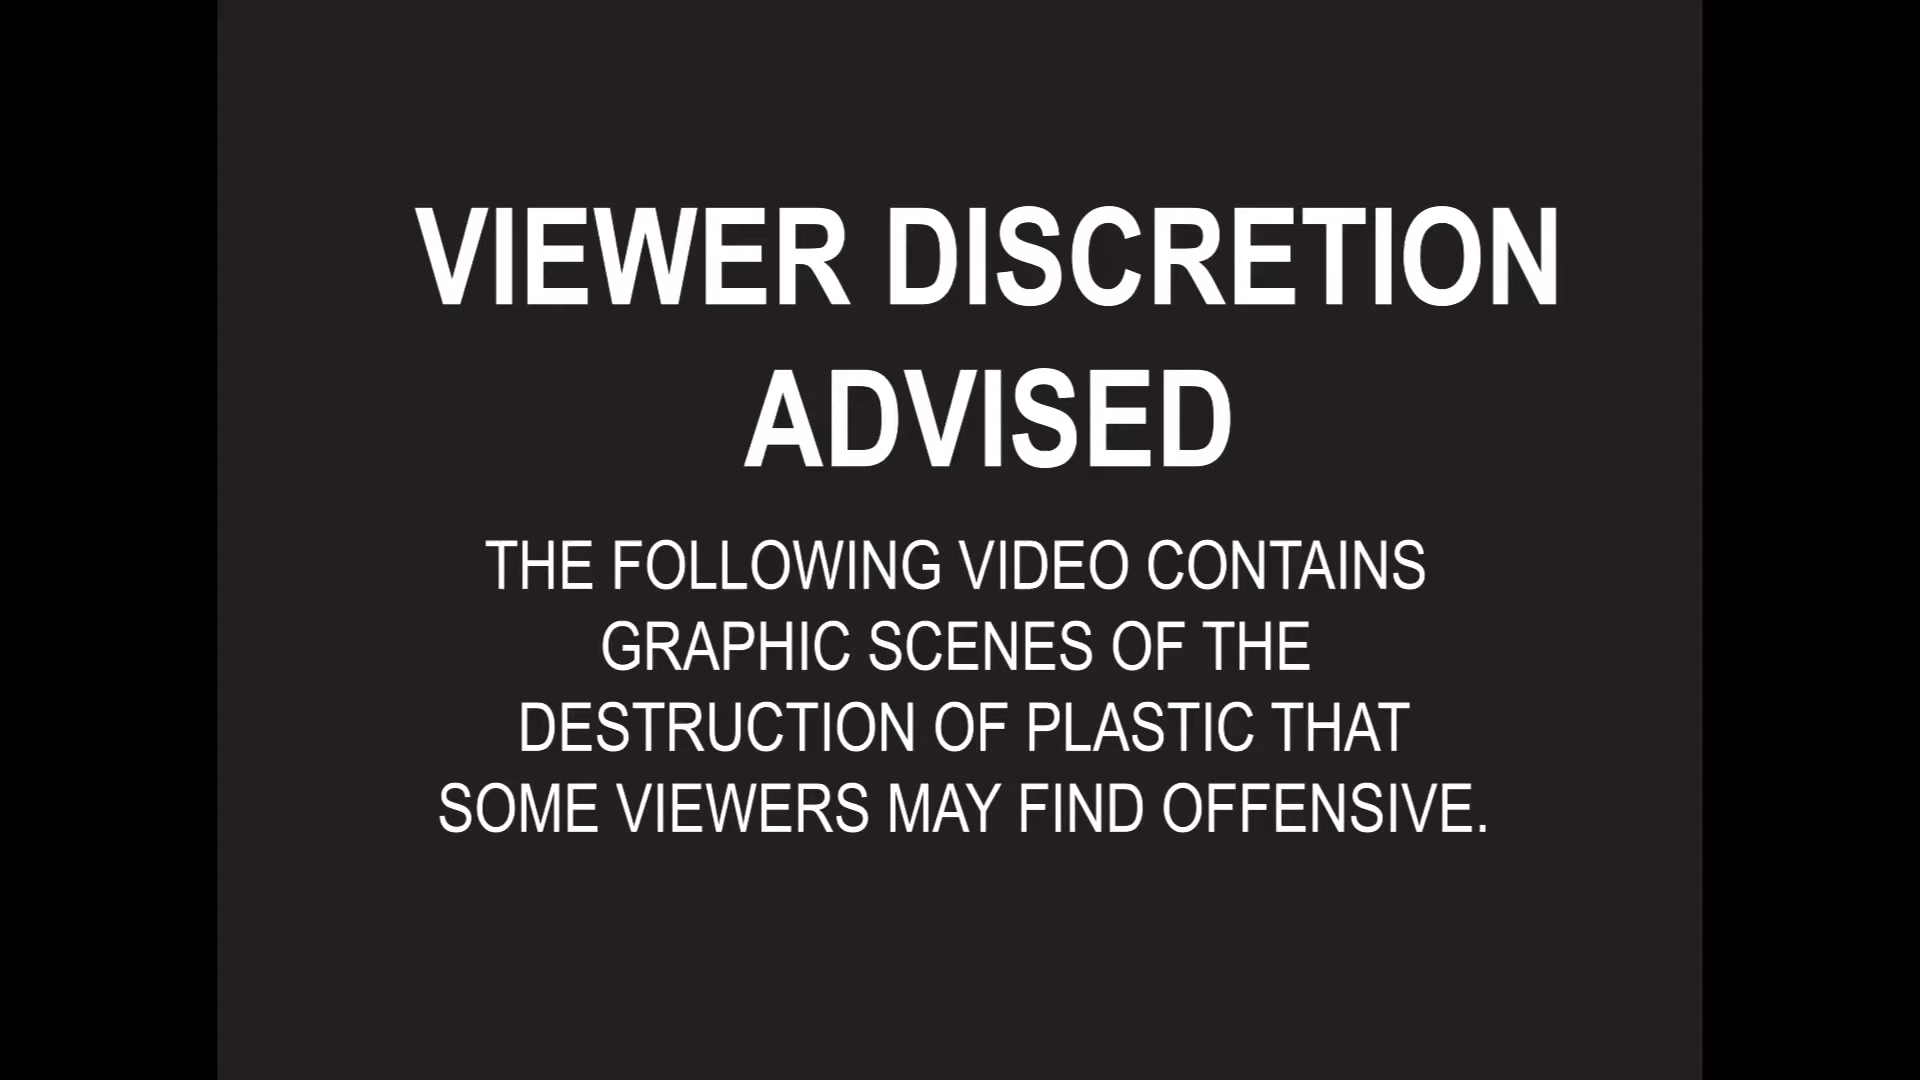 VIEWER DISCRETION
ADVISED
THE FOLLOWING VIDEO CONTAINS
GRAPHIC SCENES OF THE
DESTRUCTION OF PLASTIC THAT
SOME VIEWERS MAY FIND OFFENSIVE.